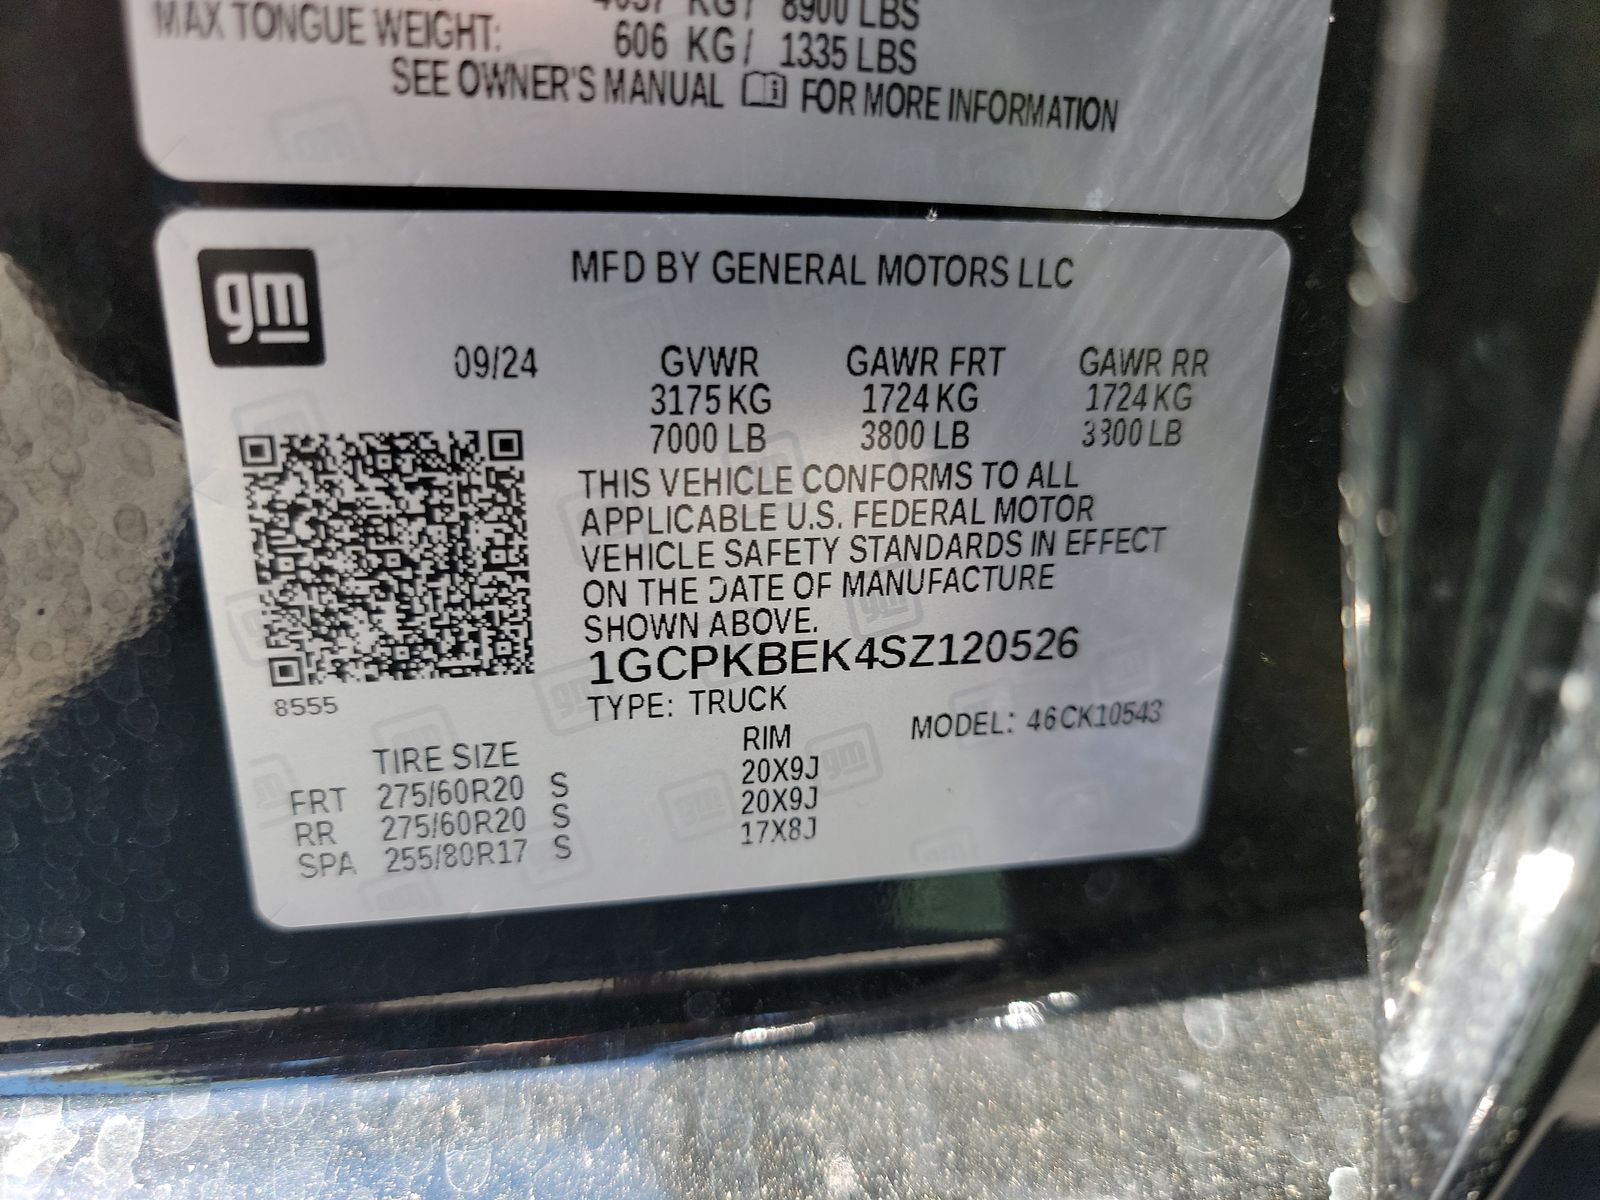 KG / 8900 LBS
MAX TONGUE WEIGHT: 606 KG / 1335 LBS
SEE OWNER'S MANUAL FOR MORE INFORMATION
gm
MFD BY GENERAL MOTORS LLC
09/24 GVWR GAWR FRT GAWR RR
3175 KG 1724 KG 1724 KG
7000 LB 3800 LB 3800 LB
THIS VEHICLE CONFORMS TO ALL
APPLICABLE U.S. FEDERAL MOTOR
VEHICLE SAFETY STANDARDS IN EFFECT
ON THE DATE OF MANUFACTURE
SHOWN ABOVE.
1GCPKBEK4SZ120526
8555
TYPE: TRUCK
MODEL: 46CK10543
TIRE SIZE RIM
FRT 275/60R20 S 20X9J
RR 275/60R20 S 20X9J
SPA 255/80R17 S 17X8J